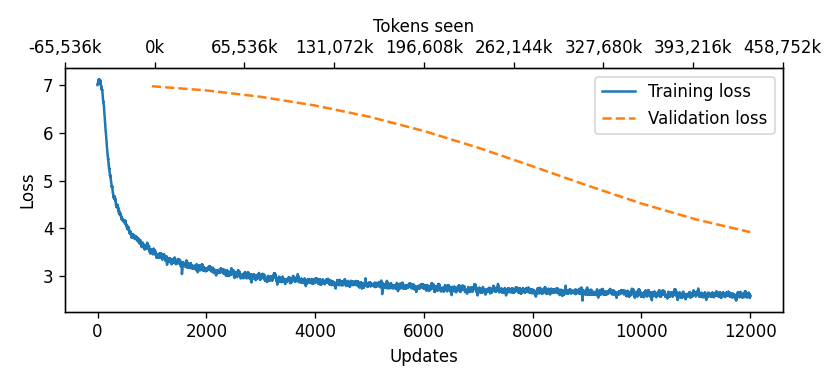 Tokens seen
-65,536k 0k 65,536k 131,072k 196,608k 262,144k 327,680k 393,216k 458,752k
7
6
5
4
3
Loss
Training loss
Validation loss
0 2000 4000 6000 8000 10000 12000
Updates